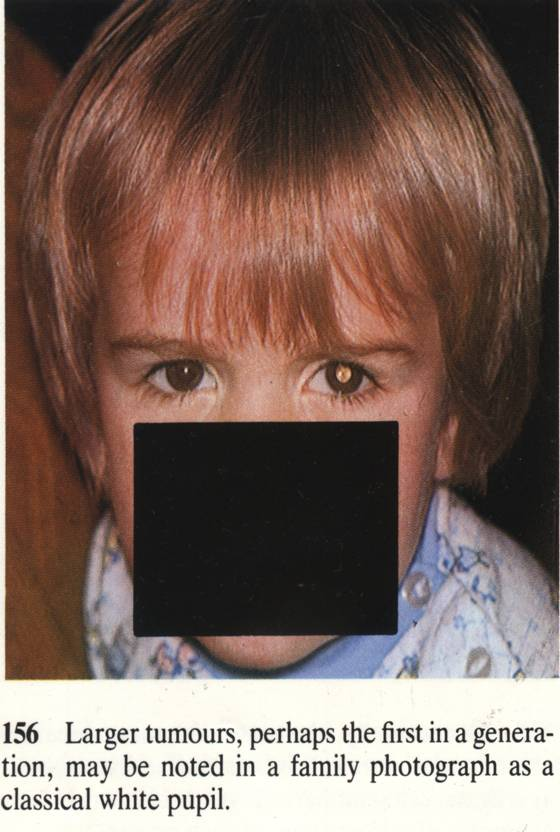 156 Larger tumours, perhaps the first in a genera-
tion, may be noted in a family photograph as a
classical white pupil.